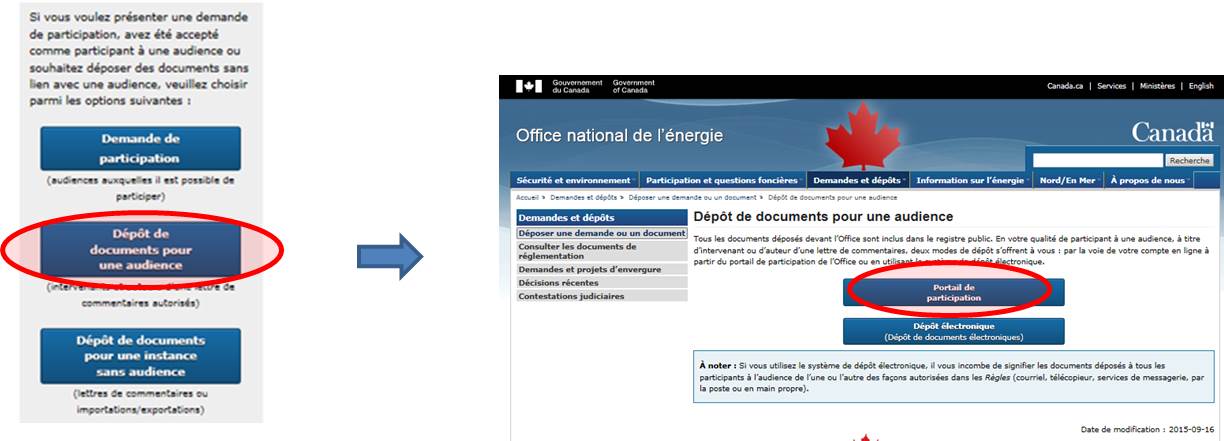 Si vous voulez présenter une demande
de participation, avez été accepté
comme participant à une audience ou
souhaitez déposer des documents sans
lien avec une audience, veuillez choisir
parmi les options suivantes :
Demande de
participation
(audiences auxquelles il est possible de
participer)
Dépôt de
documents pour
une audience
(intervenants et auteurs d'une lettre de
commentaires autorisés)
Dépôt de documents
pour une instance
sans audience
(lettres de commentaires ou
importations/exportations)
Gouvernement
du Canada
Government
of Canada
Canada.ca | Services | Ministères | English
Office national de l'énergie
Canada
Recherche
Sécurité et environnement
Participation et questions foncières
Demandes et dépôts
Information sur l'énergie
Nord/En Mer
À propos de nous
Accueil » Demandes et dépôts » Déposer une demande ou un document » Dépôt de documents pour une audience
Demandes et dépôts
Déposer une demande ou un document
Consulter les documents de
réglementation
Demandes et projets d'envergure
Décisions récentes
Contestations judiciaires
Dépôt de documents pour une audience
Tous les documents déposés devant l'Office sont inclus dans le registre public. En votre qualité de participant à une audience, à titre
d'intervenant ou d'auteur d'une lettre de commentaires, deux modes de dépôt s'offrent à vous : par la voie de votre compte en ligne à
partir du portail de participation de l'Office ou en utilisant le système de dépôt électronique.
Portail de
participation
Dépôt électronique
(Dépôt de documents électroniques)
À noter : Si vous utilisez le système de dépôt électronique, il vous incombe de signifier les documents déposés à tous les
participants à l'audience de l'une ou l'autre des façons autorisées dans les Règles (courriel, télécopieur, services de messagerie, par
la poste ou en main propre).
Date de modification : 2015-09-16